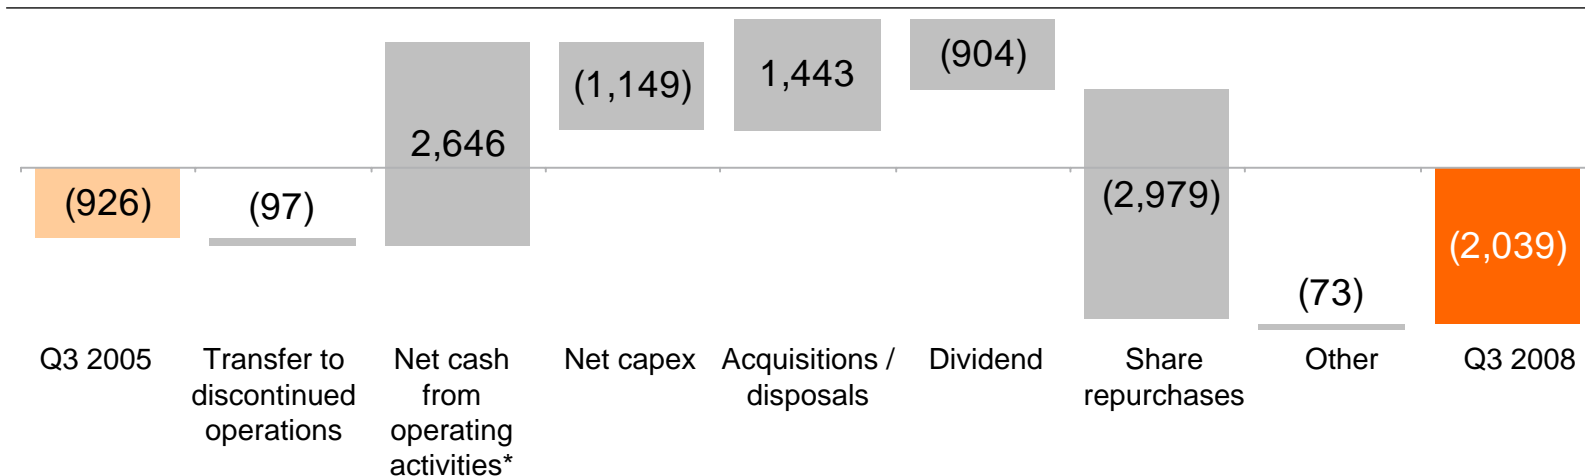 (926)
(97)
2,646
(1,149)
1,443
(904)
(2,979)
(73)
(2,039)
Q3 2005
Transfer to
discontinued
operations
Net cash
from
operating
activities*
Net capex
Acquisitions /
disposals
Dividend
Share
repurchases
Other
Q3 2008